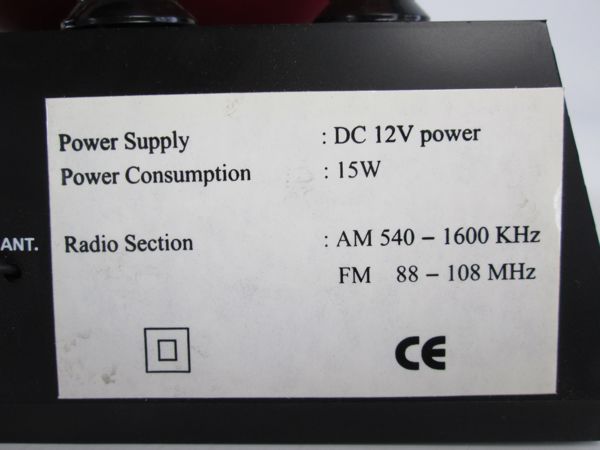 Power Supply : DC 12V power
Power Consumption : 15W
ANT. Radio Section : AM 540 – 1600 KHz
FM 88 – 108 MHz
CE